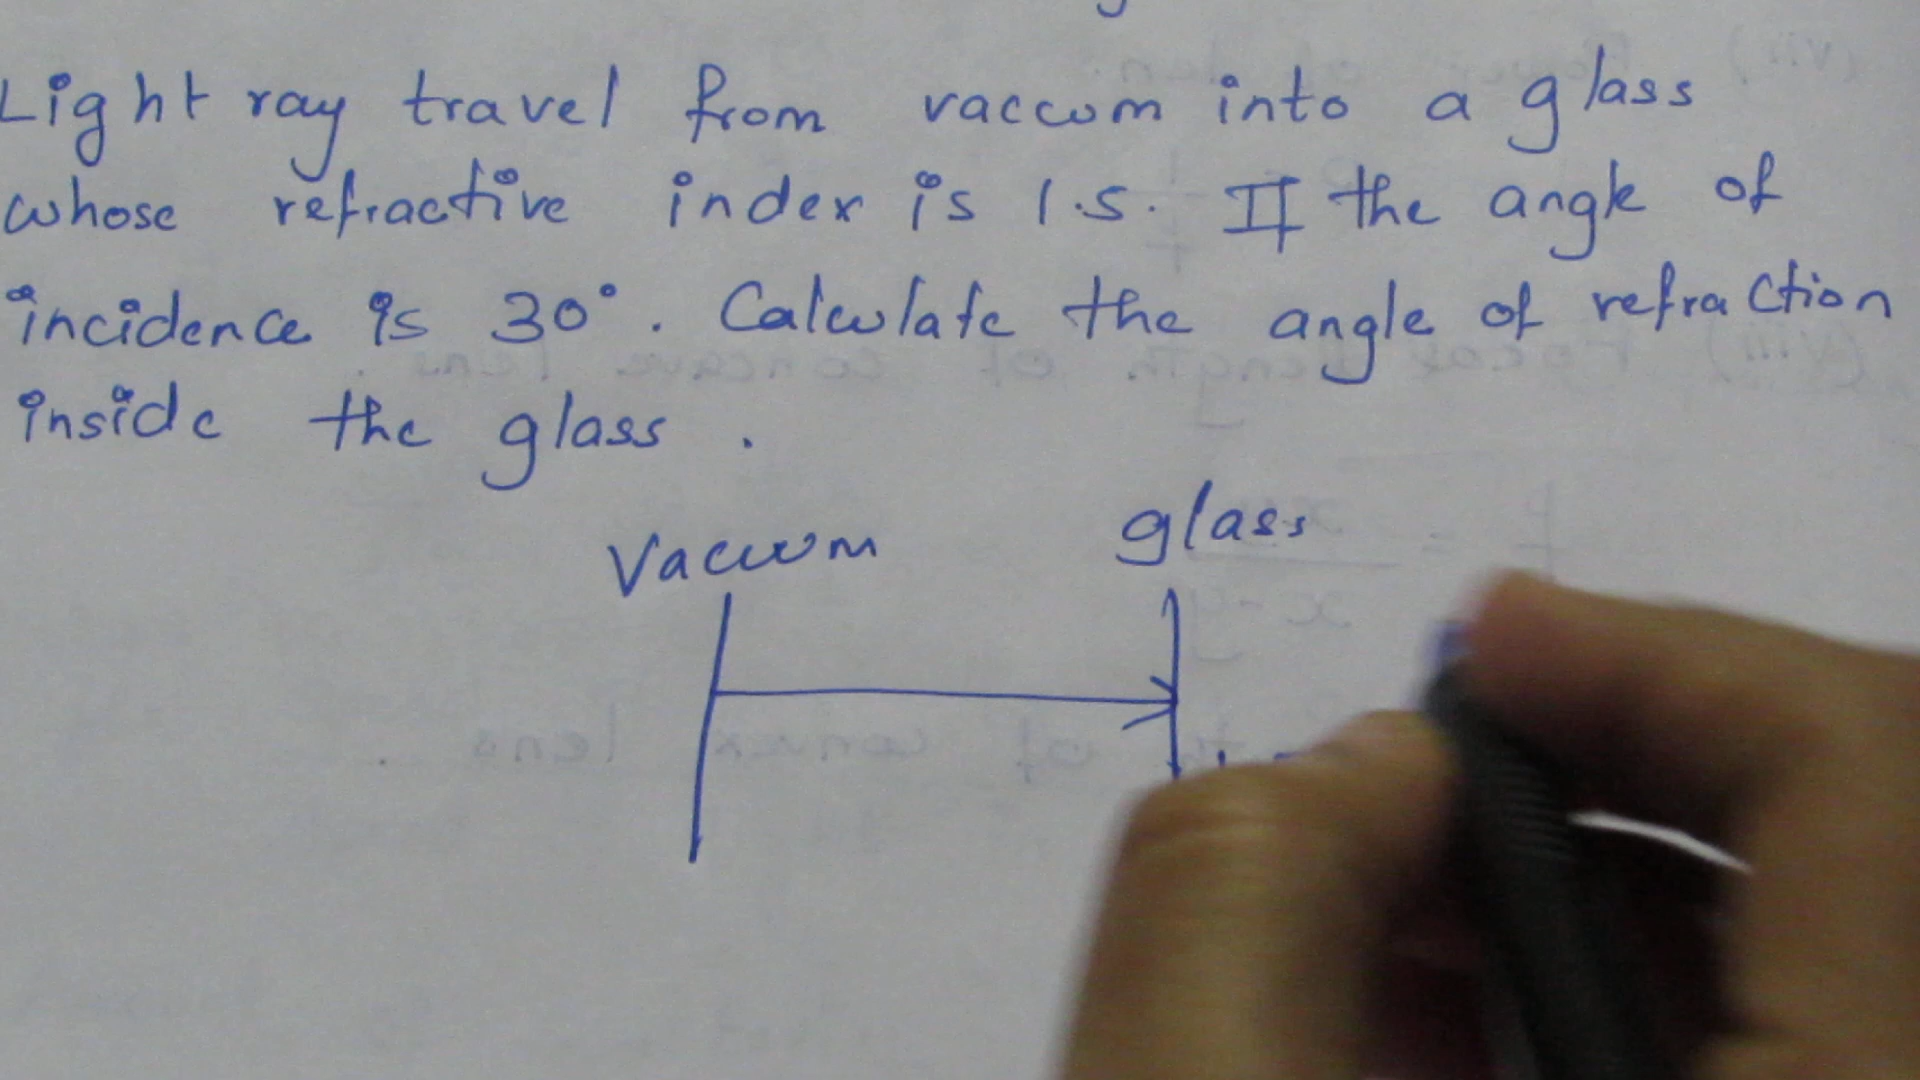 Light ray travel from vaccum into a glass
whose refractive index is 1.5. If the angle of
incidence is 30°. Calculate the angle of refraction
inside the glass.
Vacuum glass